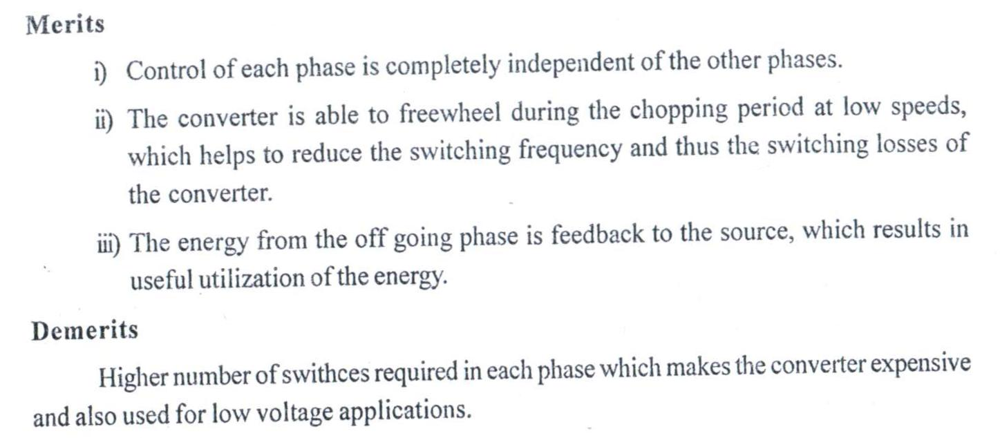 Merits
i) Control of each phase is completely independent of the other phases.
ii) The converter is able to freewheel during the chopping period at low speeds,
which helps to reduce the switching frequency and thus the switching losses of
the converter.
iii) The energy from the off going phase is feedback to the source, which results in
useful utilization of the energy.
Demerits
Higher number of swithces required in each phase which makes the converter expensive
and also used for low voltage applications.